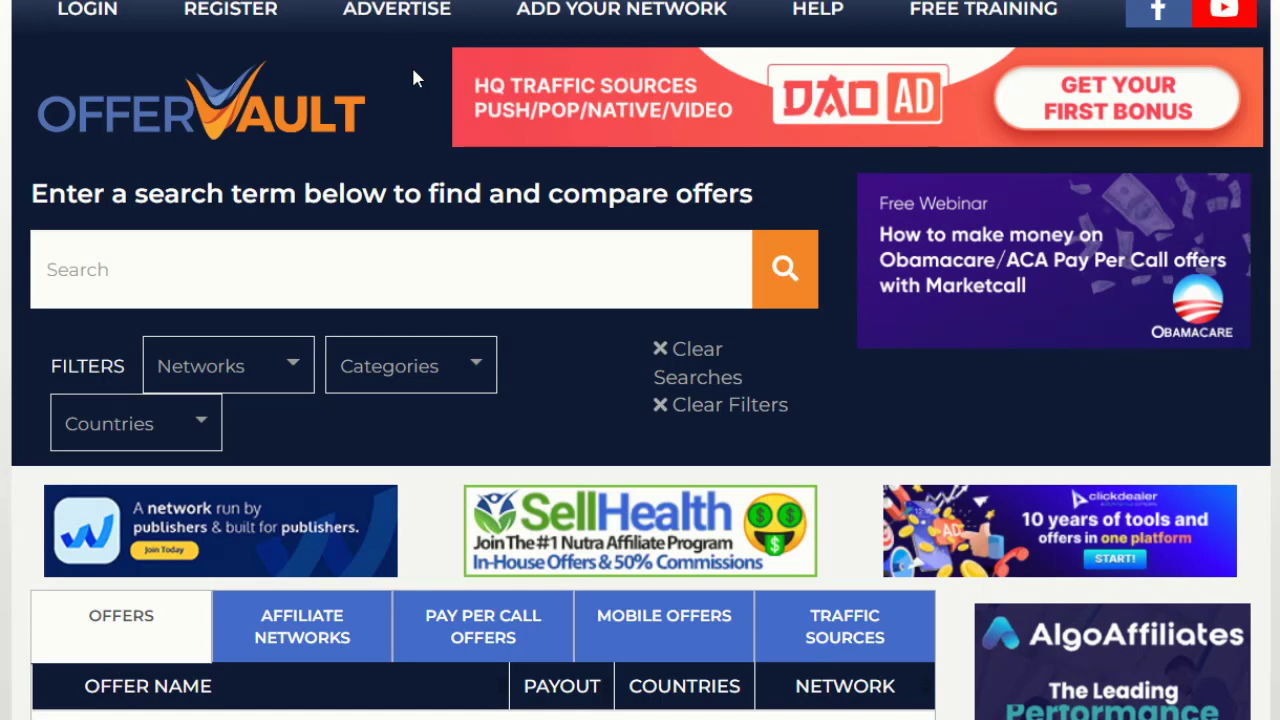 LOGIN
REGISTER
ADVERTISE
ADD YOUR NETWORK
HELP
FREE TRAINING
OFFERVAULT
HQ TRAFFIC SOURCES
PUSH/POP/NATIVE/VIDEO
DAO AD
GET YOUR
FIRST BONUS
Enter a search term below to find and compare offers
Search
Free Webinar
How to make money on
Obamacare/ACA Pay Per Call offers
with Marketcall
OBAMACARE
FILTERS
Networks
Categories
Countries
Clear
Searches
Clear Filters
A network run by
publishers & built for publishers.
Join Today
SellHealth
Join The #1 Nutra Affiliate Program
In-House Offers & 50% Commissions
clickdealer
10 years of tools and
offers in one platform
START!
AD
OFFERS
AFFILIATE
NETWORKS
PAY PER CALL
OFFERS
MOBILE OFFERS
TRAFFIC
SOURCES
OFFER NAME
PAYOUT
COUNTRIES
NETWORK
AlgoAffiliates
The Leading
Performance